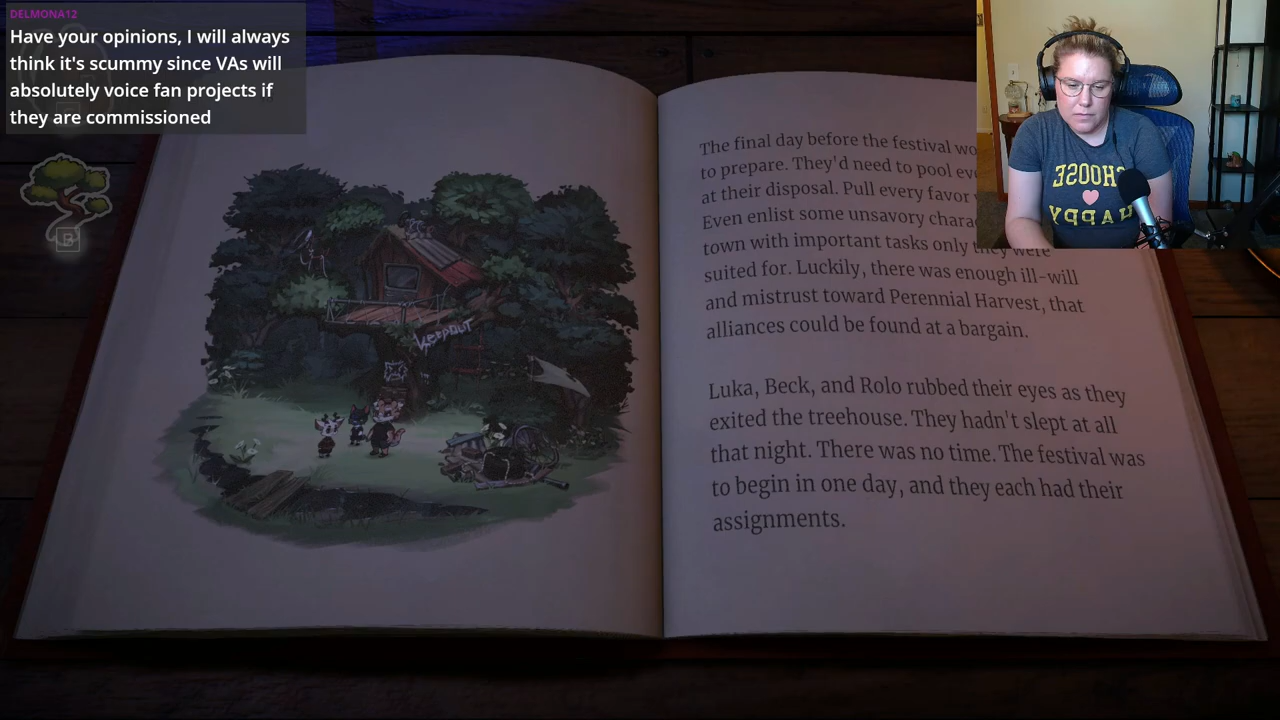 DELMONA12
Have your opinions, I will always
think it's scummy since VAs will
absolutely voice fan projects if
they are commissioned
B
KEEPOUT
The final day before the festival
to prepare. They'd need to pool
at their disposal. Pull every favor
Even enlist some unsavory
town with important tasks only they were
suited for. Luckily, there was enough ill-will
and mistrust toward Perennial Harvest, that
alliances could be found at a bargain.
Luka, Beck, and Rolo rubbed their eyes as they
exited the treehouse. They hadn't slept at all
that night. There was no time. The festival was
to begin in one day, and they each had their
assignments.
CHOOSE
HAPPY